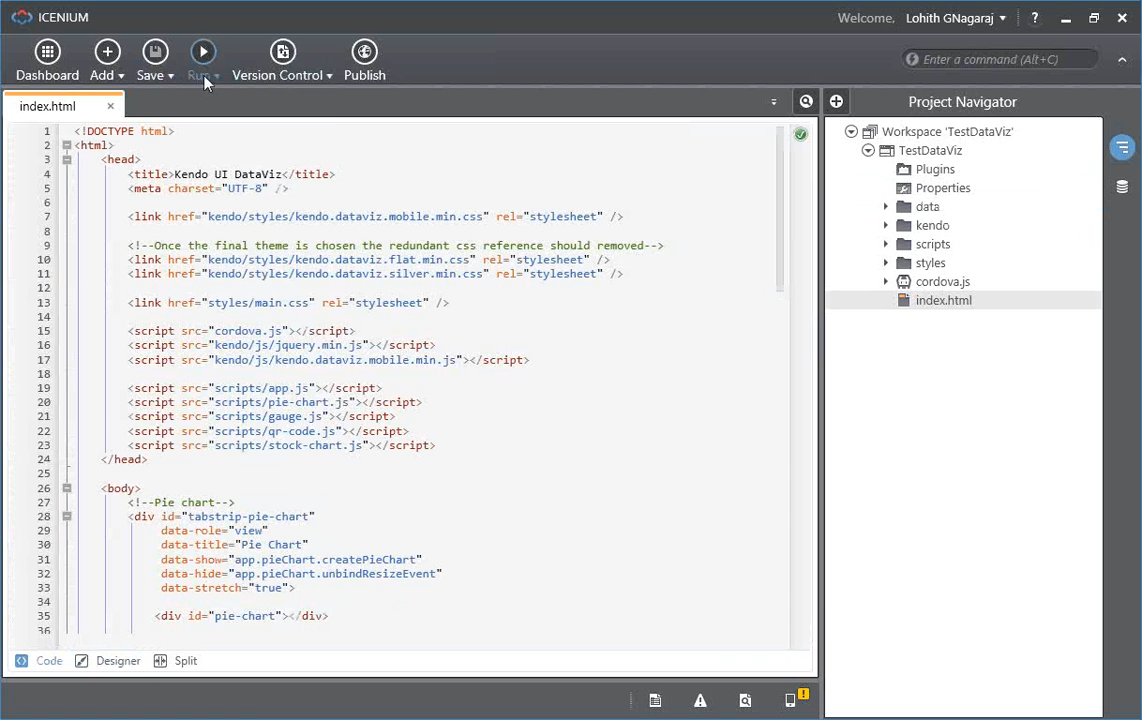 ICENIUM
Welcome. Lohith GNagaraj ?
Dashboard Add Save Run Version Control Publish
Enter a command (Alt+C)
index.html
Project Navigator
1 <!DOCTYPE html>
2 <html>
3 <head>
4 <title>Kendo UI DataViz</title>
5 <meta charset="UTF-8" />
6
7 <link href="kendo/styles/kendo.dataviz.mobile.min.css" rel="stylesheet" />
8
9 <!--Once the final theme is chosen the redundant css reference should removed-->
10 <link href="kendo/styles/kendo.dataviz.flat.min.css" rel="stylesheet" />
11 <link href="kendo/styles/kendo.dataviz.silver.min.css" rel="stylesheet" />
12
13 <link href="styles/main.css" rel="stylesheet" />
14
15 <script src="cordova.js"></script>
16 <script src="kendo/js/jquery.min.js"></script>
17 <script src="kendo/js/kendo.dataviz.mobile.min.js"></script>
18
19 <script src="scripts/app.js"></script>
20 <script src="scripts/pie-chart.js"></script>
21 <script src="scripts/gauge.js"></script>
22 <script src="scripts/qr-code.js"></script>
23 <script src="scripts/stock-chart.js"></script>
24 </head>
25
26 <body>
27 <!--Pie chart-->
28 <div id="tabstrip-pie-chart"
29 data-role="view"
30 data-title="Pie Chart"
31 data-show="app.pieChart.createPieChart"
32 data-hide="app.pieChart.unbindResizeEvent"
33 data-stretch="true">
34
35 <div id="pie-chart"></div>
36
Workspace 'TestDataViz'
TestDataViz
Plugins
Properties
data
kendo
scripts
styles
cordova.js
index.html
Code Designer Split